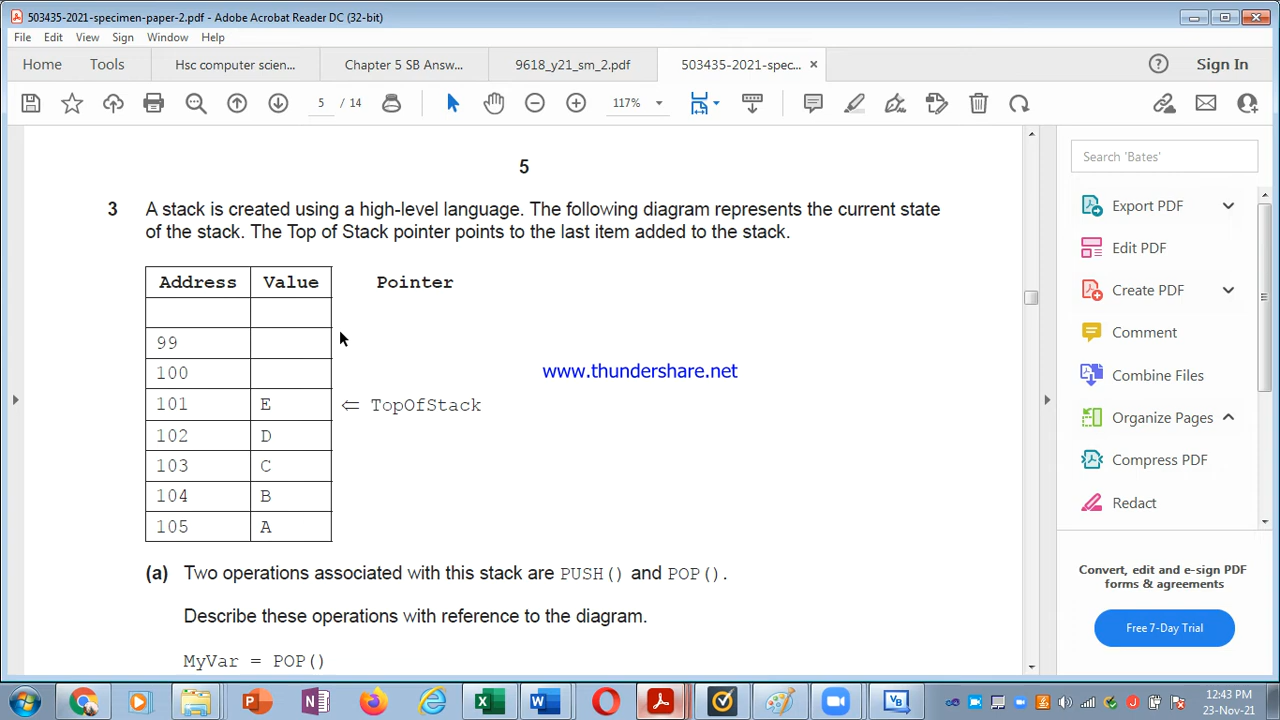 503435-2021-specimen-paper-2.pdf - Adobe Acrobat Reader DC (32-bit)
File Edit View Sign Window Help
Home Tools Hsc computer scien... Chapter 5 SB Answ... 9618_y21_sm_2.pdf 503435-2021-spec... × ? Sign In
5 / 14 117%
Search 'Bates'
Export PDF
Edit PDF
Create PDF
Comment
Combine Files
Organize Pages
Compress PDF
Redact
Convert, edit and e-sign PDF
forms & agreements
Free 7-Day Trial
5
3 A stack is created using a high-level language. The following diagram represents the current state
of the stack. The Top of Stack pointer points to the last item added to the stack.
Address Value Pointer
99
100
www.thundershare.net
101 E ⇐ TopOfStack
102 D
103 C
104 B
105 A
(a) Two operations associated with this stack are PUSH() and POP().
Describe these operations with reference to the diagram.
MyVar = POP()
12:43 PM
23-Nov-21